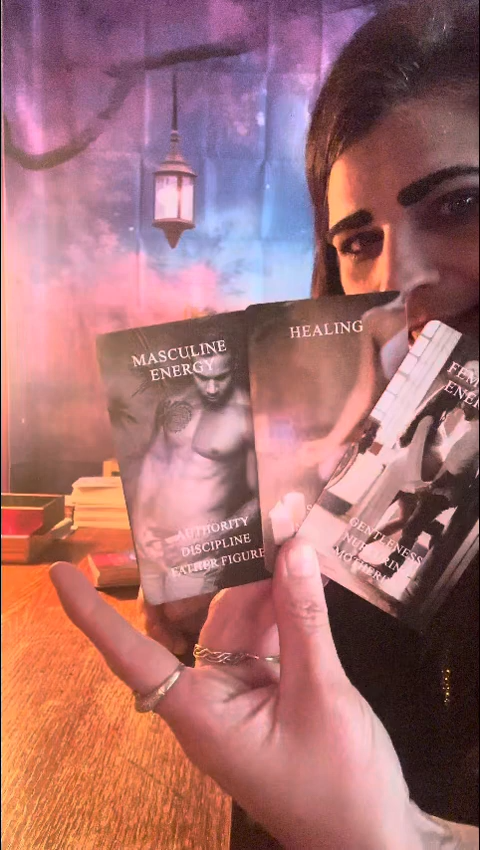 MASCULINE
ENERGY
AUTHORITY
DISCIPLINE
FATHER FIGURE
HEALING
GENTLENESS